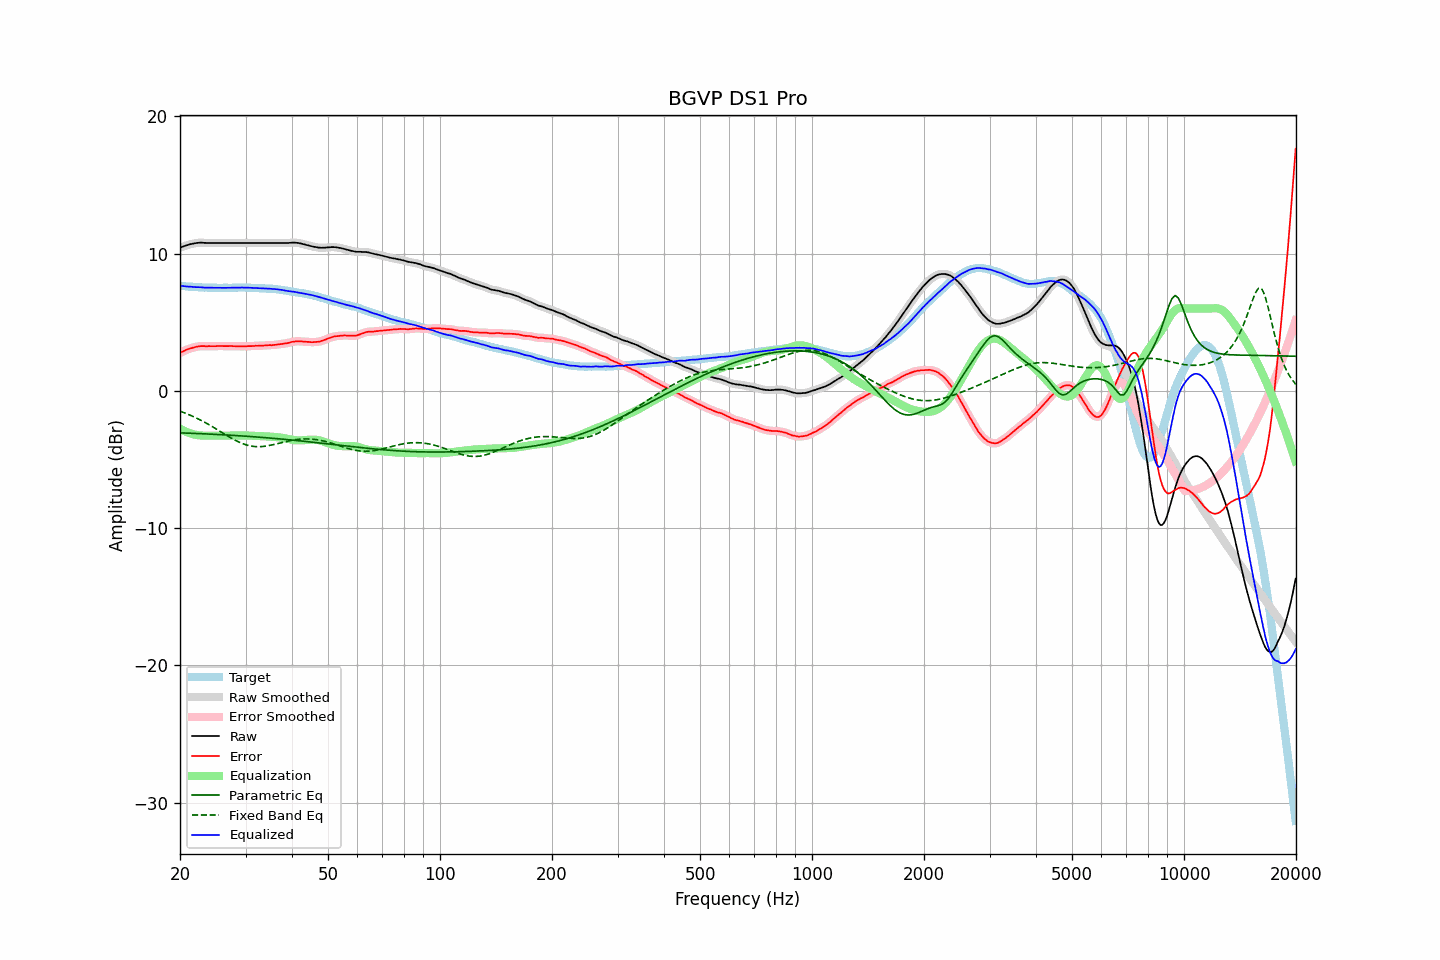 BGVP DS1 Pro
20
10
0
−10
−20
−30
Amplitude (dBr)
Target
Raw Smoothed
Error Smoothed
Raw
Error
Equalization
Parametric Eq
Fixed Band Eq
Equalized
20 50 100 200 500 1000 2000 5000 10000 20000
Frequency (Hz)